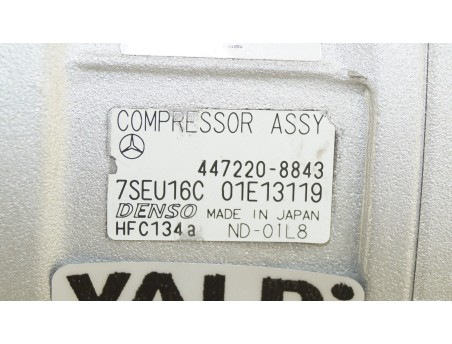 COMPRESSOR ASSY
447220-8843
7SEU16C 01E13119
DENSO MADE IN JAPAN
HFC134a ND-OIL8